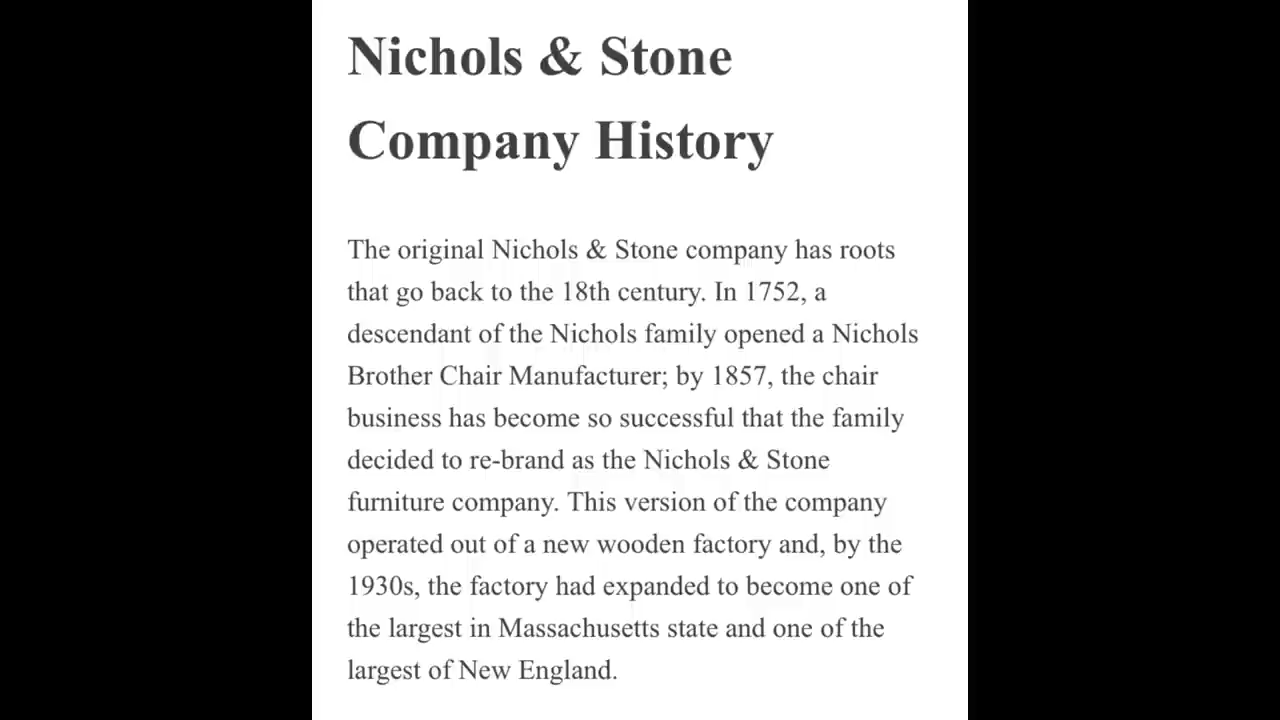 Nichols & Stone
Company History
The original Nichols & Stone company has roots
that go back to the 18th century. In 1752, a
descendant of the Nichols family opened a Nichols
Brother Chair Manufacturer; by 1857, the chair
business has become so successful that the family
decided to re-brand as the Nichols & Stone
furniture company. This version of the company
operated out of a new wooden factory and, by the
1930s, the factory had expanded to become one of
the largest in Massachusetts state and one of the
largest of New England.